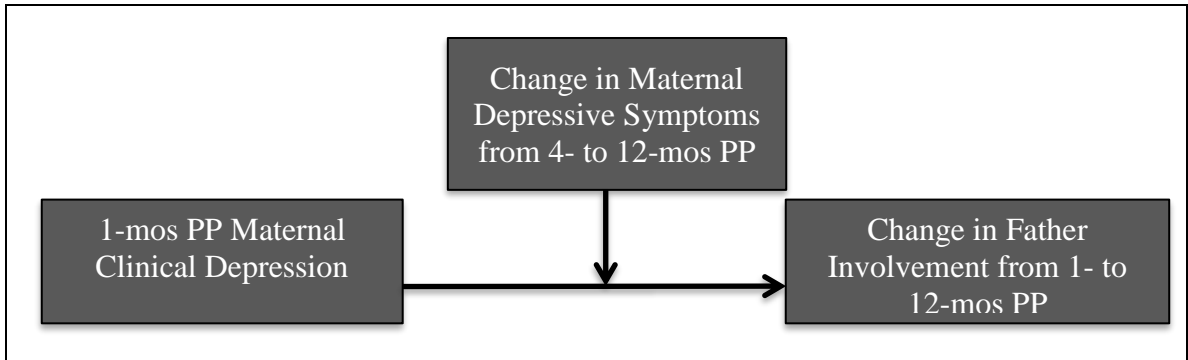 Change in Maternal
Depressive Symptoms
from 4- to 12-mos PP
1-mos PP Maternal
Clinical Depression
Change in Father
Involvement from 1- to
12-mos PP